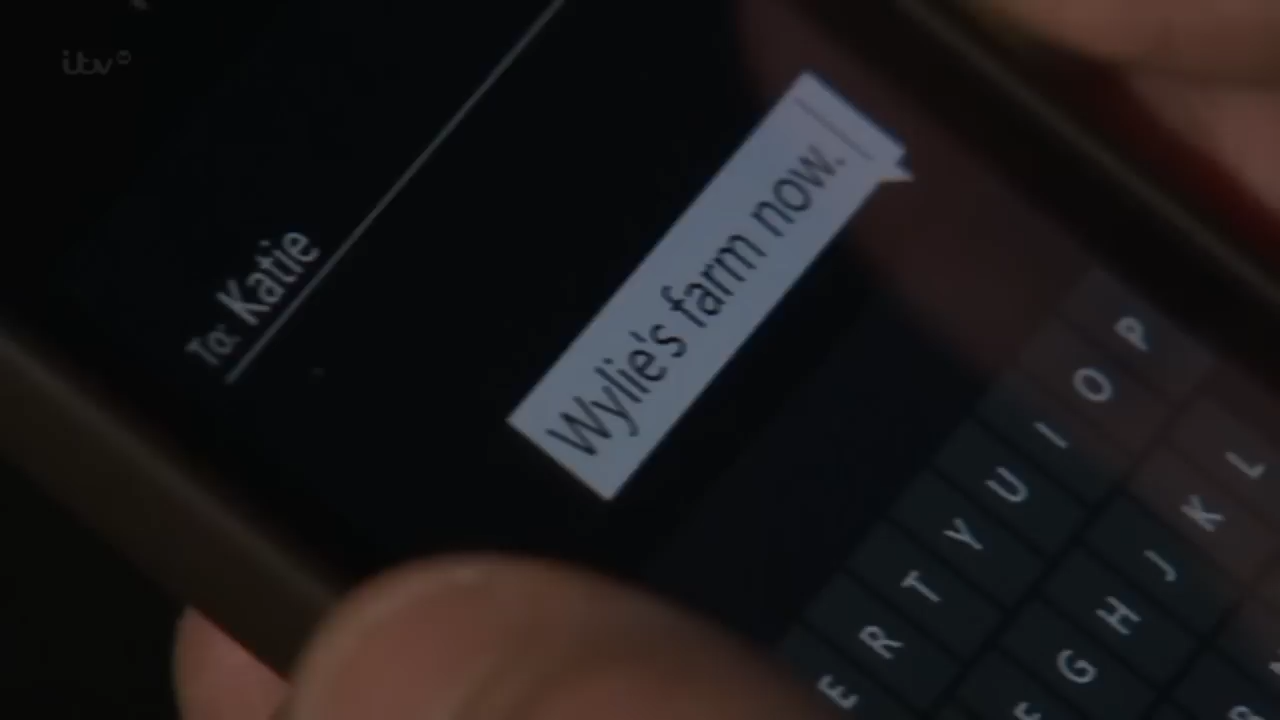 itv
To: Katie
Wylie's farm now.
E R T Y U I O P
F G H J K L
B